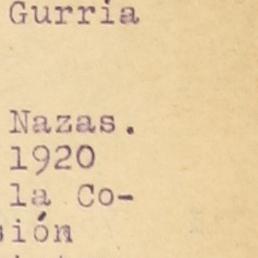 Gurria
Nazas.
1920
la Co-
sión